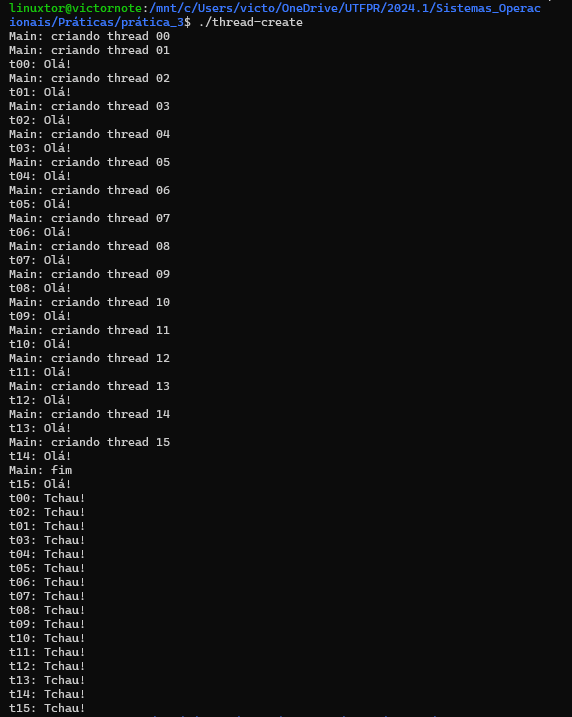 linuxtor@victornote:/mnt/c/Users/victo/OneDrive/UTFPR/2024.1/Sistemas_Operac
ionais/Práticas/prática_3$ ./thread-create
Main: criando thread 00
Main: criando thread 01
t00: Olá!
Main: criando thread 02
t01: Olá!
Main: criando thread 03
t02: Olá!
Main: criando thread 04
t03: Olá!
Main: criando thread 05
t04: Olá!
Main: criando thread 06
t05: Olá!
Main: criando thread 07
t06: Olá!
Main: criando thread 08
t07: Olá!
Main: criando thread 09
t08: Olá!
Main: criando thread 10
t09: Olá!
Main: criando thread 11
t10: Olá!
Main: criando thread 12
t11: Olá!
Main: criando thread 13
t12: Olá!
Main: criando thread 14
t13: Olá!
Main: criando thread 15
t14: Olá!
Main: fim
t15: Olá!
t00: Tchau!
t02: Tchau!
t01: Tchau!
t03: Tchau!
t04: Tchau!
t05: Tchau!
t06: Tchau!
t07: Tchau!
t08: Tchau!
t09: Tchau!
t10: Tchau!
t11: Tchau!
t12: Tchau!
t13: Tchau!
t14: Tchau!
t15: Tchau!